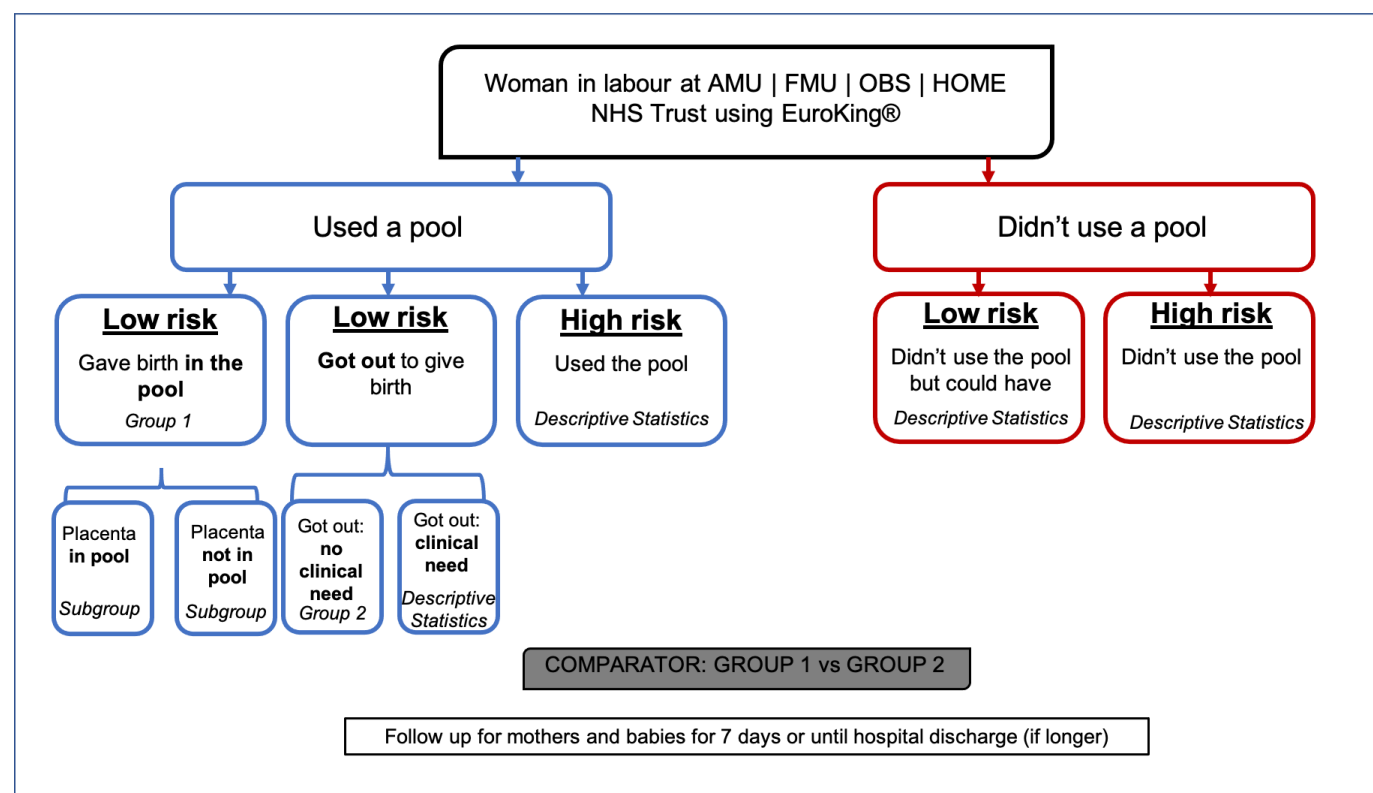 Woman in labour at AMU | FMU | OBS | HOME
NHS Trust using EuroKing®
Used a pool
Didn’t use a pool
Low risk
Gave birth in the
pool
Group 1
Low risk
Got out to give
birth
High risk
Used the pool
Descriptive Statistics
Low risk
Didn’t use the pool
but could have
Descriptive Statistics
High risk
Didn’t use the pool
Descriptive Statistics
Placenta
in pool
Subgroup
Placenta
not in
pool
Subgroup
Got out:
no
clinical
need
Group 2
Got out:
clinical
need
Descriptive
Statistics
COMPARATOR: GROUP 1 vs GROUP 2
Follow up for mothers and babies for 7 days or until hospital discharge (if longer)